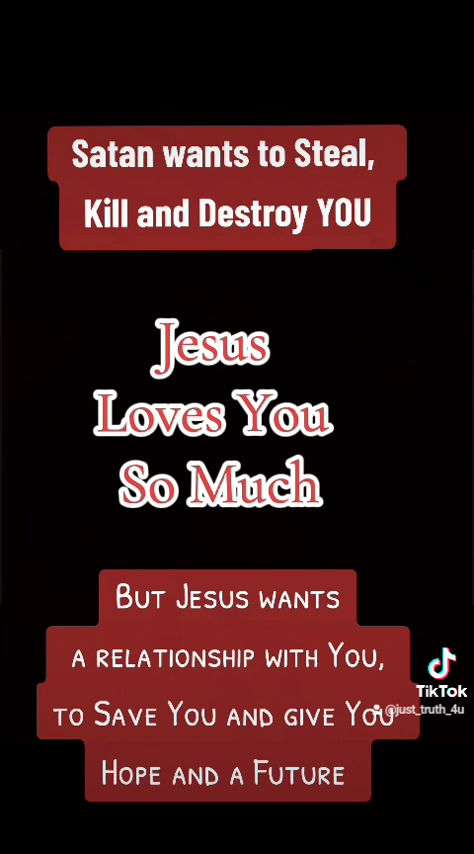 Satan wants to Steal,
Kill and Destroy YOU
Jesus
Loves You
So Much
But Jesus wants
a relationship with You,
to Save You and give You
Hope and a Future
TikTok
@just_truth_4u